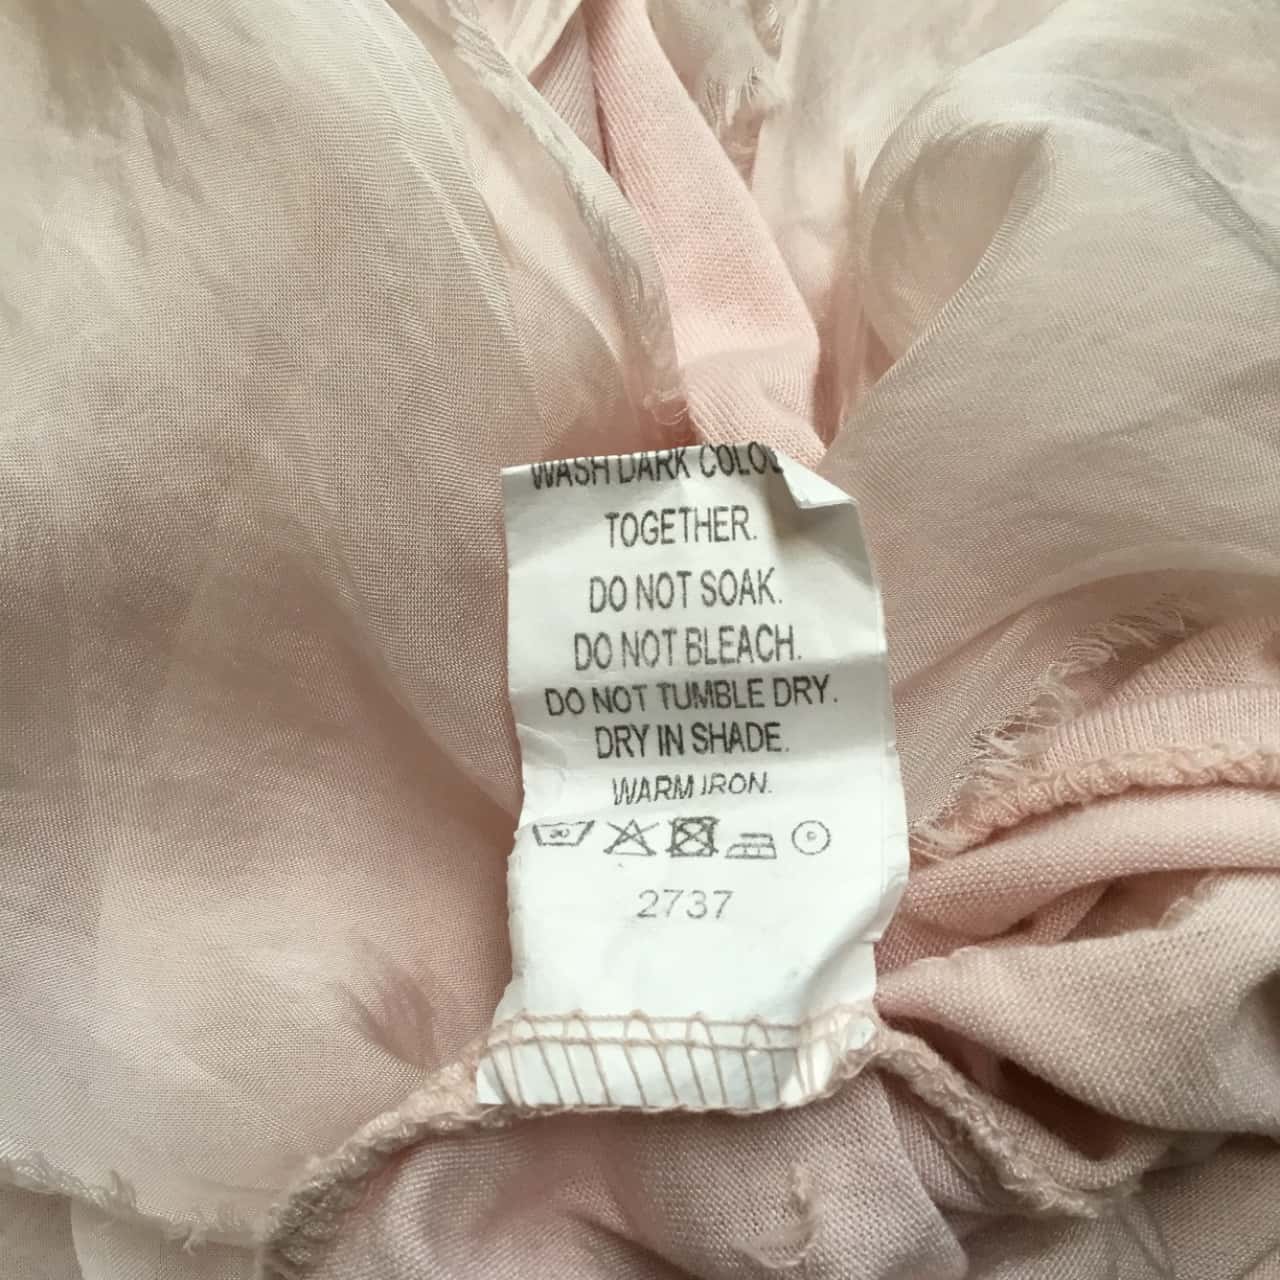 WASH DARK COLOU
TOGETHER.
DO NOT SOAK.
DO NOT BLEACH.
DO NOT TUMBLE DRY.
DRY IN SHADE.
WARM IRON.
2737